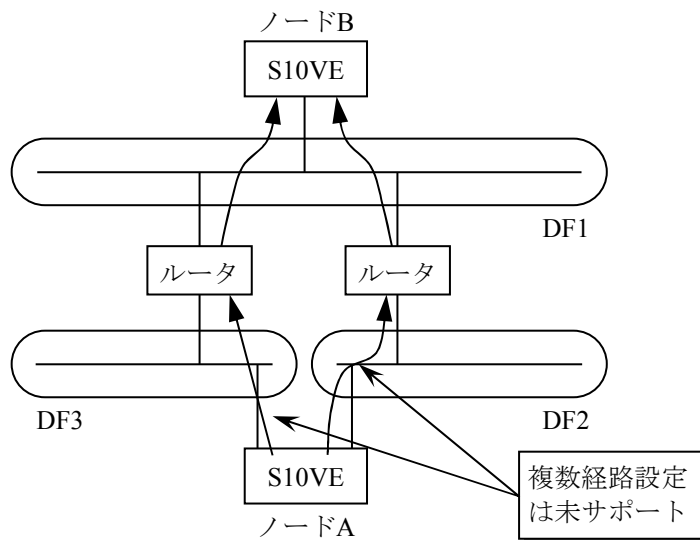 ノードB
S10VE
DF1
ルータ
ルータ
DF3
DF2
S10VE
ノードA
複数経路設定
は未サポート